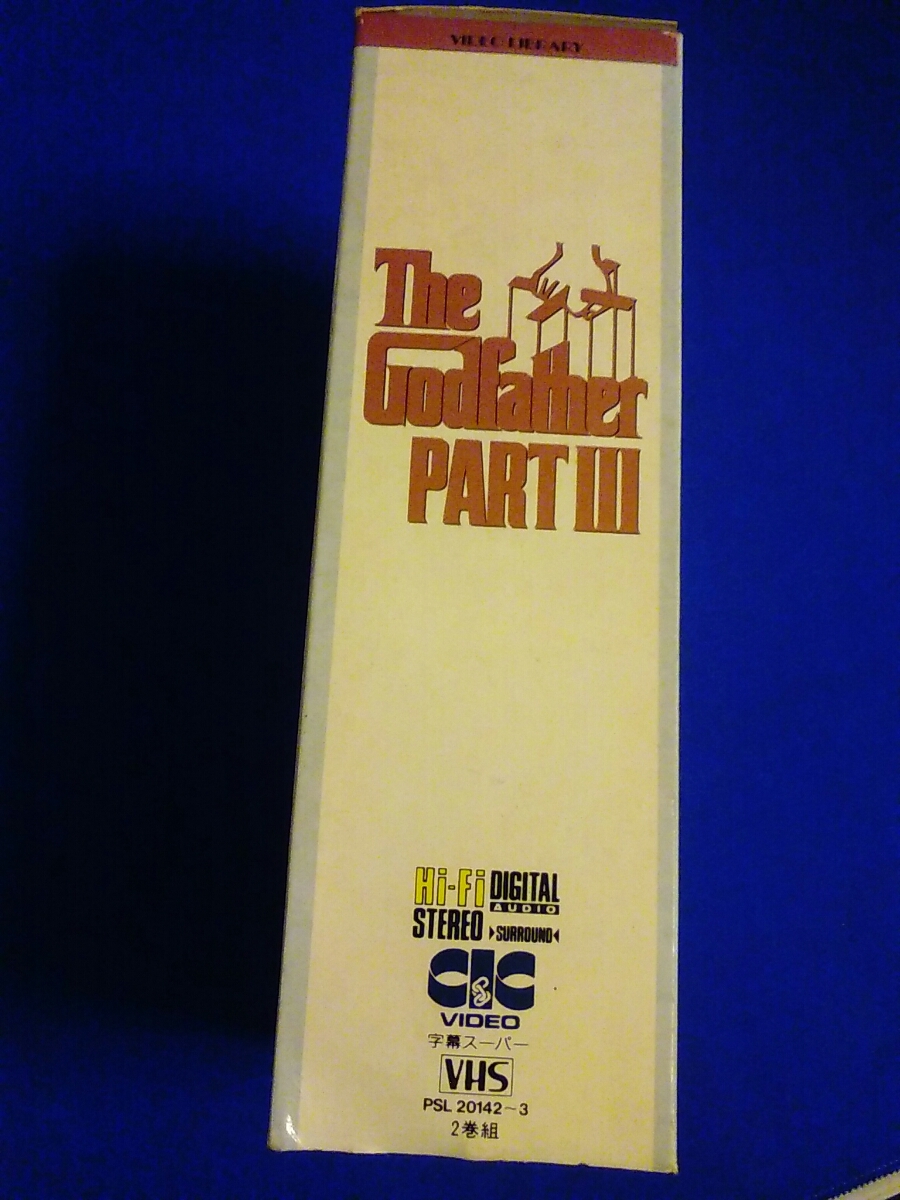 VIDEO LIBRARY
The
Godfather
PART III
Hi-Fi DIGITAL
AUDIO
STEREO ▶SURROUND◀
CIC
VIDEO
字幕スーパー
VHS
PSL 20142~3
2巻組